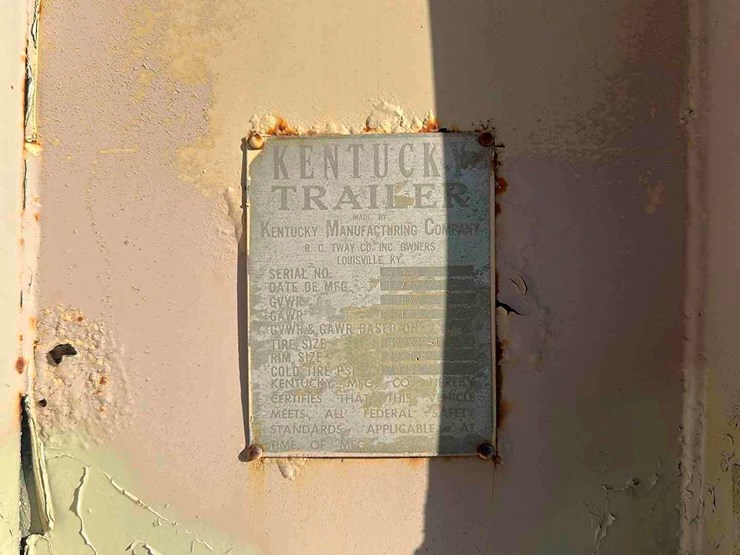 KENTUCKY
TRAILER
MADE BY
KENTUCKY MANUFACTURING COMPANY
R. C. TWAY CO. INC. OWNERS
LOUISVILLE, KY.
SERIAL NO.
DATE OF MFG.
GVWR
GAWR
GVWR & GAWR BASED ON
TIRE SIZE
RIM SIZE
COLD TIRE PSI
KENTUCKY MFG. CO. HEREBY
CERTIFIES THAT THIS VEHICLE
MEETS ALL FEDERAL SAFETY
STANDARDS APPLICABLE AT
TIME OF MFG.